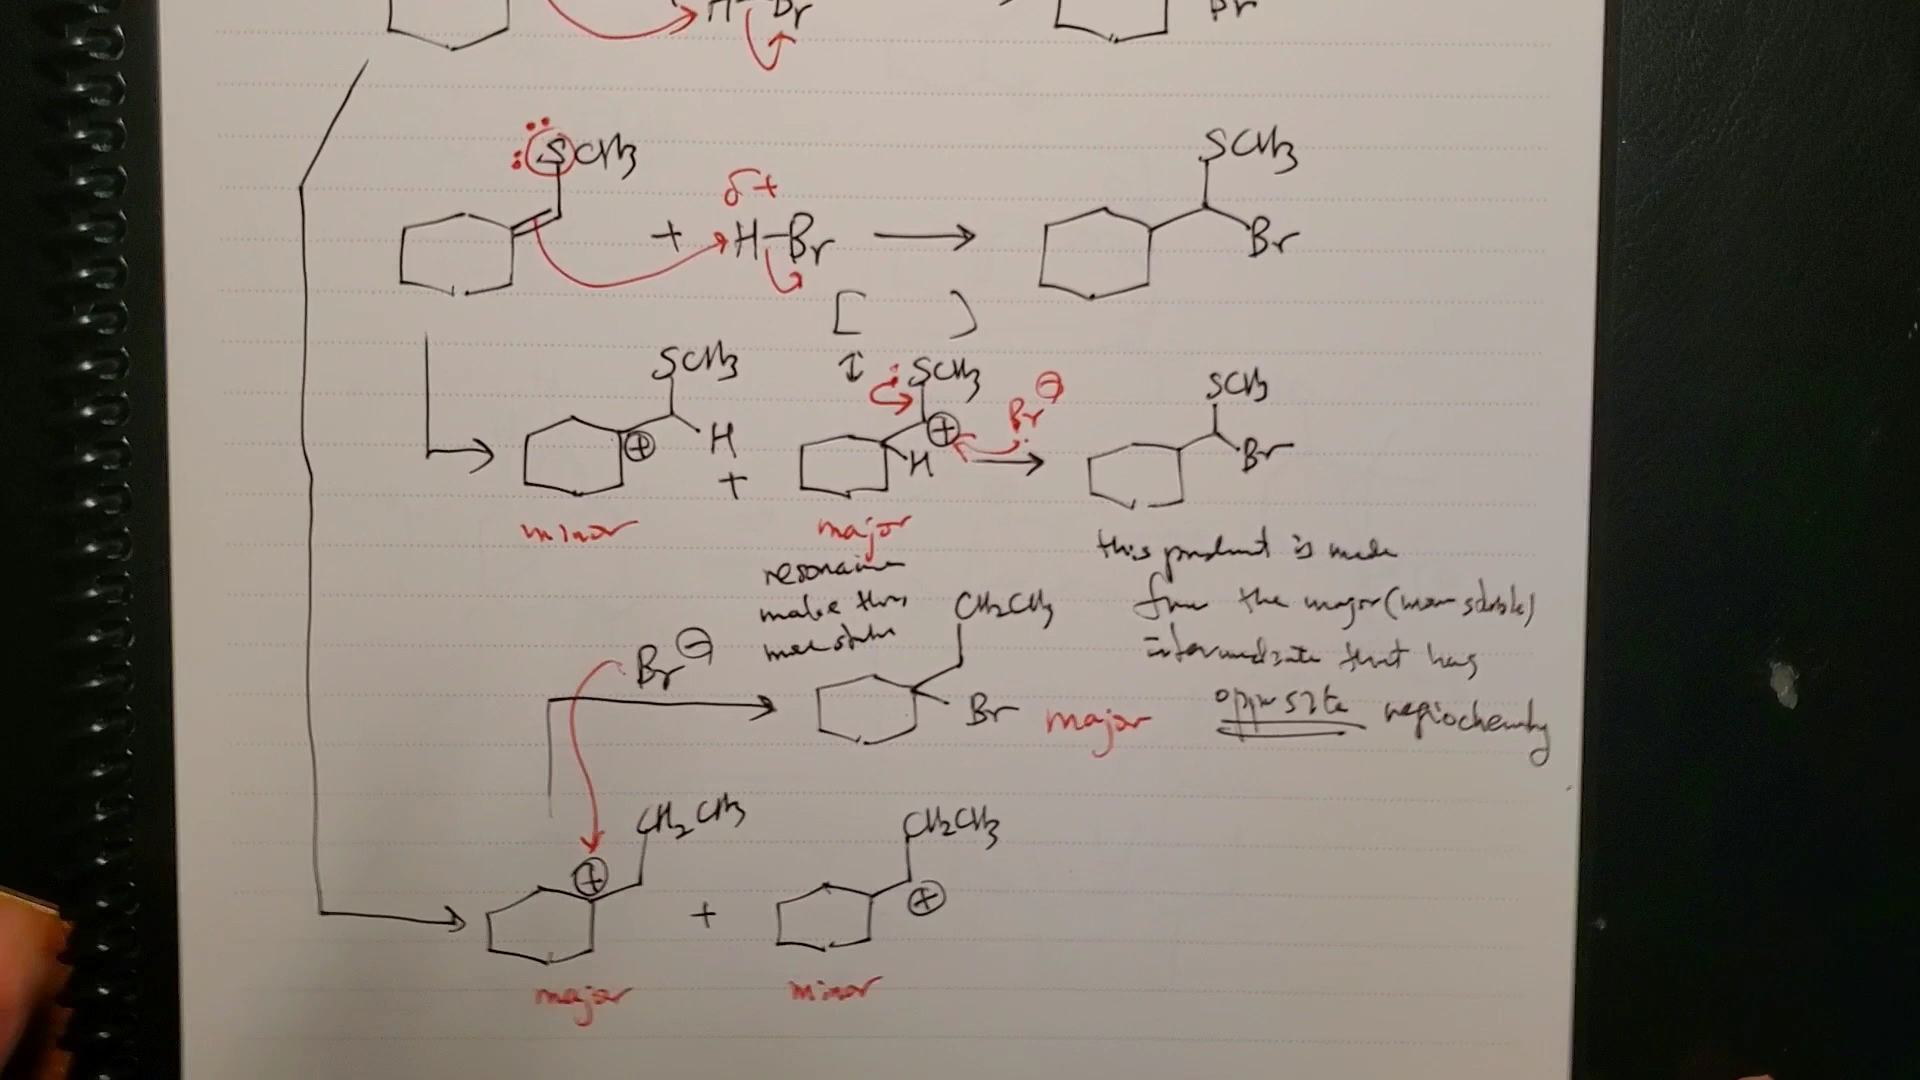 H Br
Br
SCH3
SCH3
δ+
+ H-Br
Br
SCH3
SCH3
SCH3
⊖
Br
⊕ H
⊕
H
Br
+
minor
major
this product is made
resonance
make this
CH2CH3
from the major (more stable)
more stable
intermediate that has
Br ⊖
Br major
opposite regiochemistry
CH2CH3
CH2CH3
⊕
+
⊕
major
minor